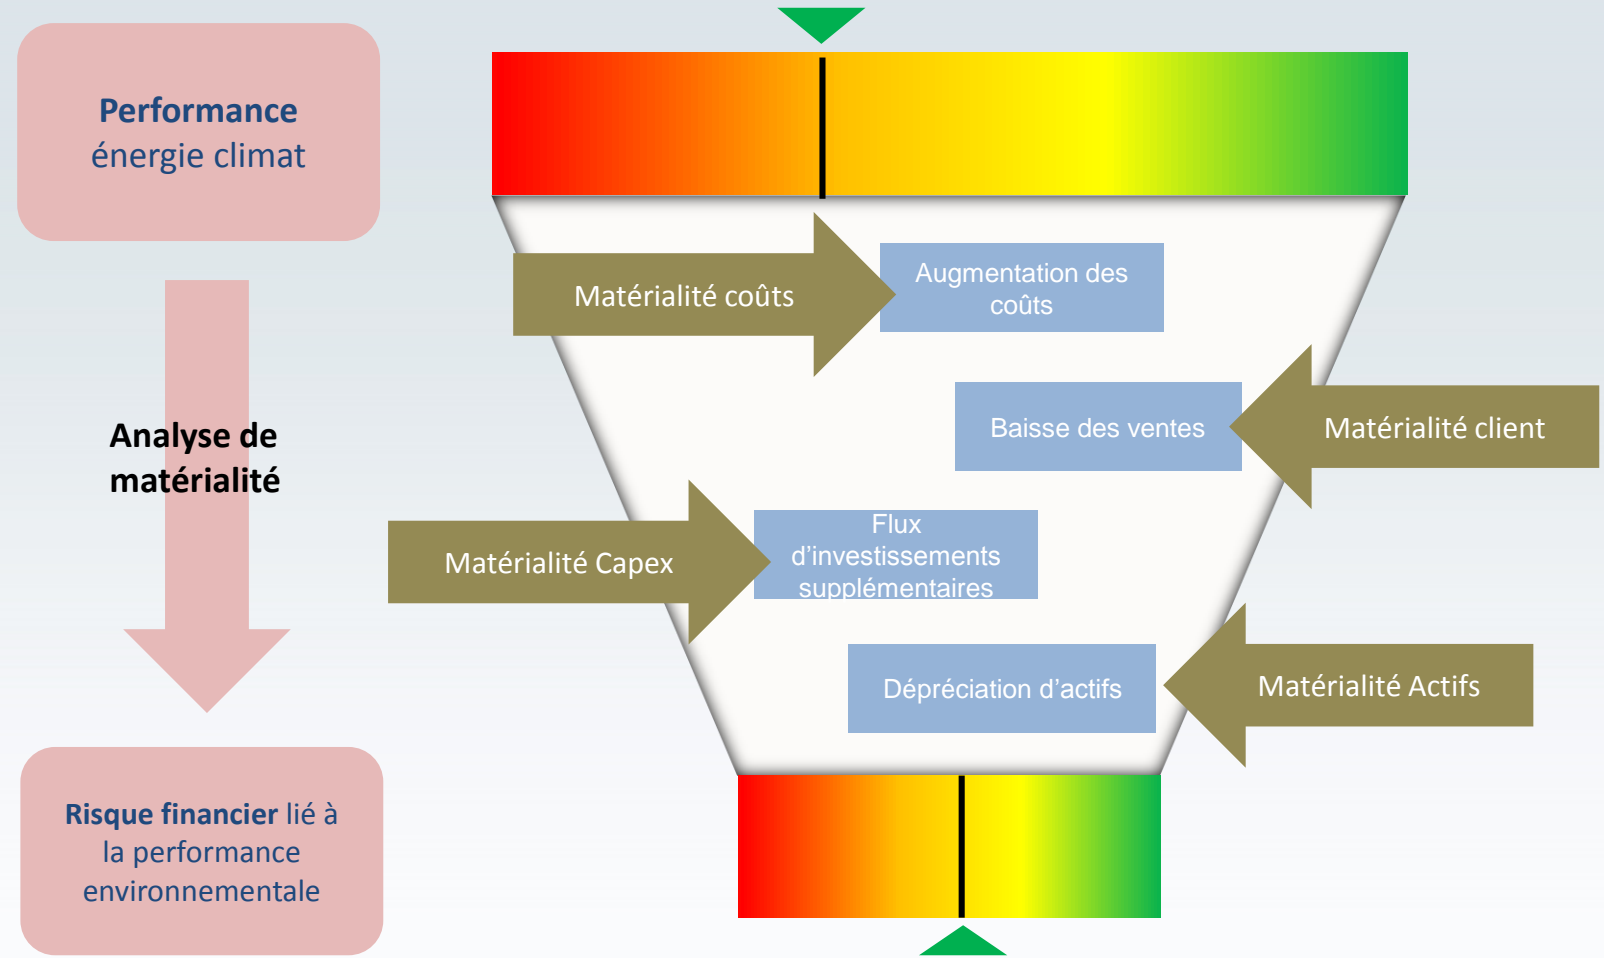 Performance
énergie climat
Matérialité coûts
Augmentation des
coûts
Baisse des ventes
Matérialité client
Analyse de
matérialité
Matérialité Capex
Flux
d’investissements
supplémentaires
Dépréciation d’actifs
Matérialité Actifs
Risque financier lié à
la performance
environnementale